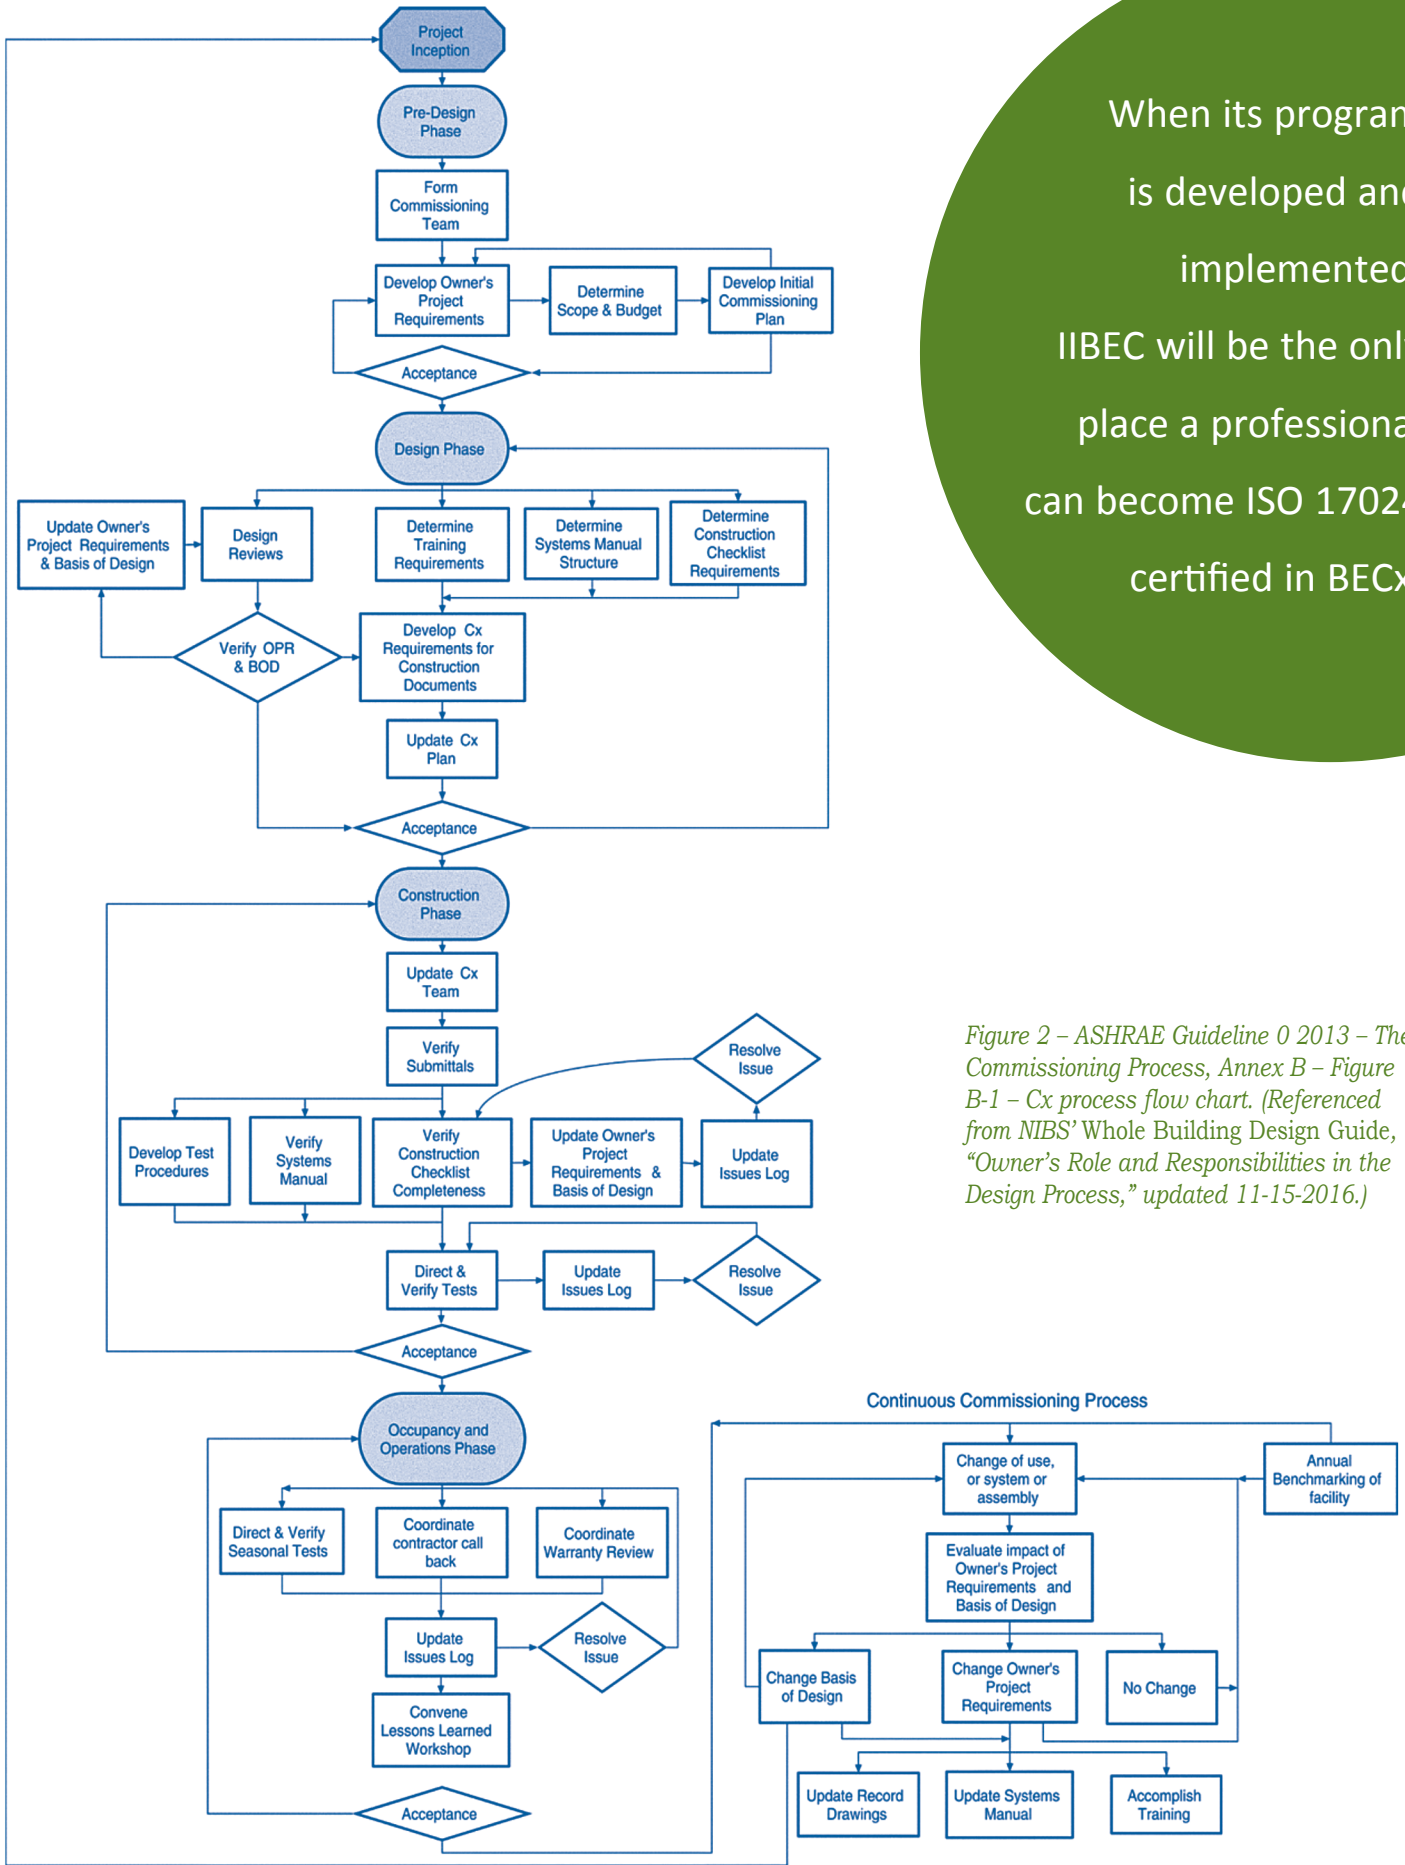 Project
Inception
Pre-Design
Phase
Form
Commissioning
Team
Develop Owner's
Project
Requirements
Determine
Scope & Budget
Develop Initial
Commissioning
Plan
Acceptance
Design Phase
Update Owner's
Project Requirements
& Basis of Design
Design
Reviews
Determine
Training
Requirements
Determine
Systems Manual
Structure
Determine
Construction
Checklist
Requirements
Verify OPR
& BOD
Develop Cx
Requirements for
Construction
Documents
Update Cx
Plan
Acceptance
Construction
Phase
Update Cx
Team
Verify
Submittals
Resolve
Issue
Develop Test
Procedures
Verify
Systems
Manual
Verify
Construction
Checklist
Completeness
Update Owner's
Project
Requirements &
Basis of Design
Update
Issues Log
Direct &
Verify Tests
Update
Issues Log
Resolve
Issue
Acceptance
Occupancy and
Operations Phase
Direct & Verify
Seasonal Tests
Coordinate
contractor call
back
Coordinate
Warranty Review
Update
Issues Log
Resolve
Issue
Convene
Lessons Learned
Workshop
Acceptance
Continuous Commissioning Process
Change of use,
or system or
assembly
Annual
Benchmarking of
facility
Evaluate impact of
Owner's Project
Requirements and
Basis of Design
Change Basis
of Design
Change Owner's
Project
Requirements
No Change
Update Record
Drawings
Update Systems
Manual
Accomplish
Training
When its program
is developed and
implemented
IIBEC will be the only
place a professional
can become ISO 17024
certified in BECx
Figure 2 – ASHRAE Guideline 0 2013 – The
Commissioning Process, Annex B – Figure
B-1 – Cx process flow chart. (Referenced
from NIBS’ Whole Building Design Guide,
“Owner’s Role and Responsibilities in the
Design Process,” updated 11-15-2016.)